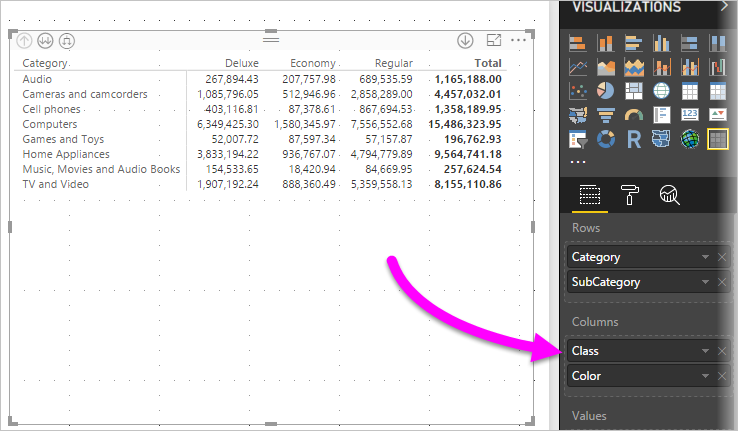 Category Deluxe Economy Regular Total
Audio 267,894.43 207,757.98 689,535.59 1,165,188.00
Cameras and camcorders 1,085,796.05 512,946.96 2,858,289.00 4,457,032.01
Cell phones 403,116.81 87,378.61 867,694.53 1,358,189.95
Computers 6,349,425.30 1,580,345.97 7,556,552.68 15,486,323.95
Games and Toys 52,007.72 87,597.34 57,157.87 196,762.93
Home Appliances 3,833,194.22 936,767.07 4,794,779.89 9,564,741.18
Music, Movies and Audio Books 154,533.65 18,420.94 84,669.95 257,624.54
TV and Video 1,907,192.24 888,360.49 5,359,558.13 8,155,110.86
VISUALIZATIONS
123
R
Rows
Category
SubCategory
Columns
Class
Color
Values